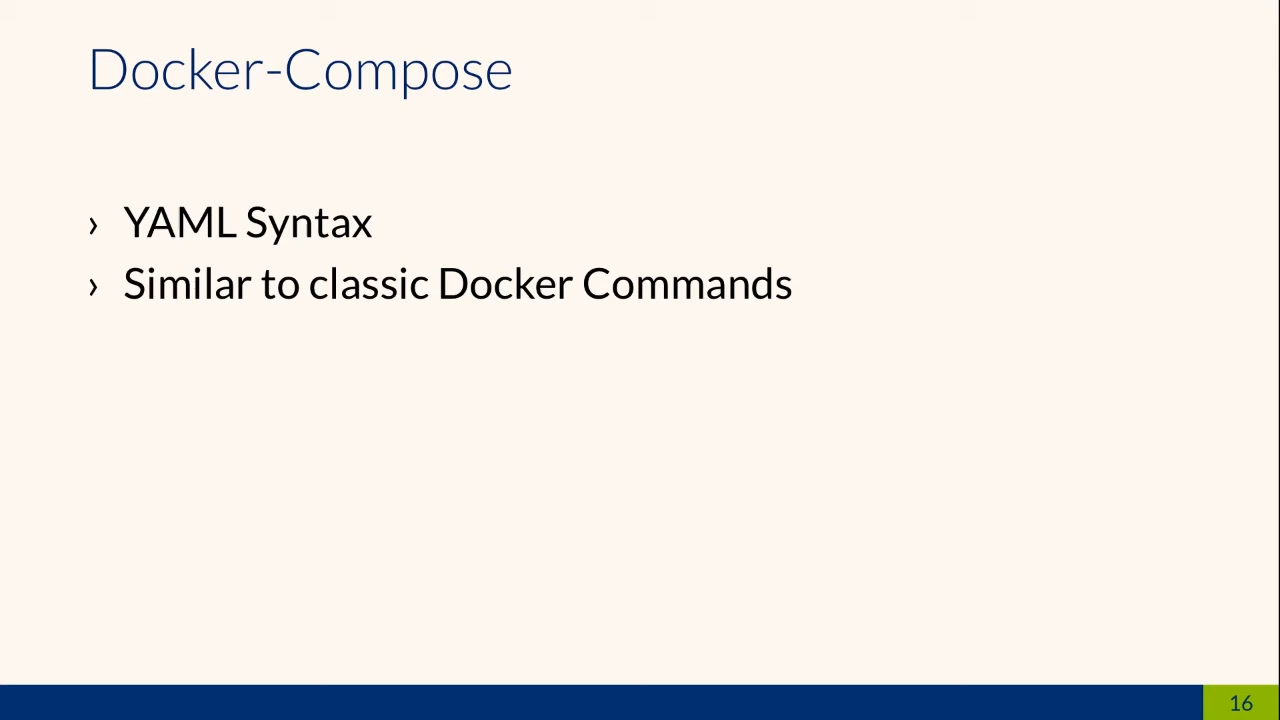 Docker-Compose
› YAML Syntax
› Similar to classic Docker Commands
16